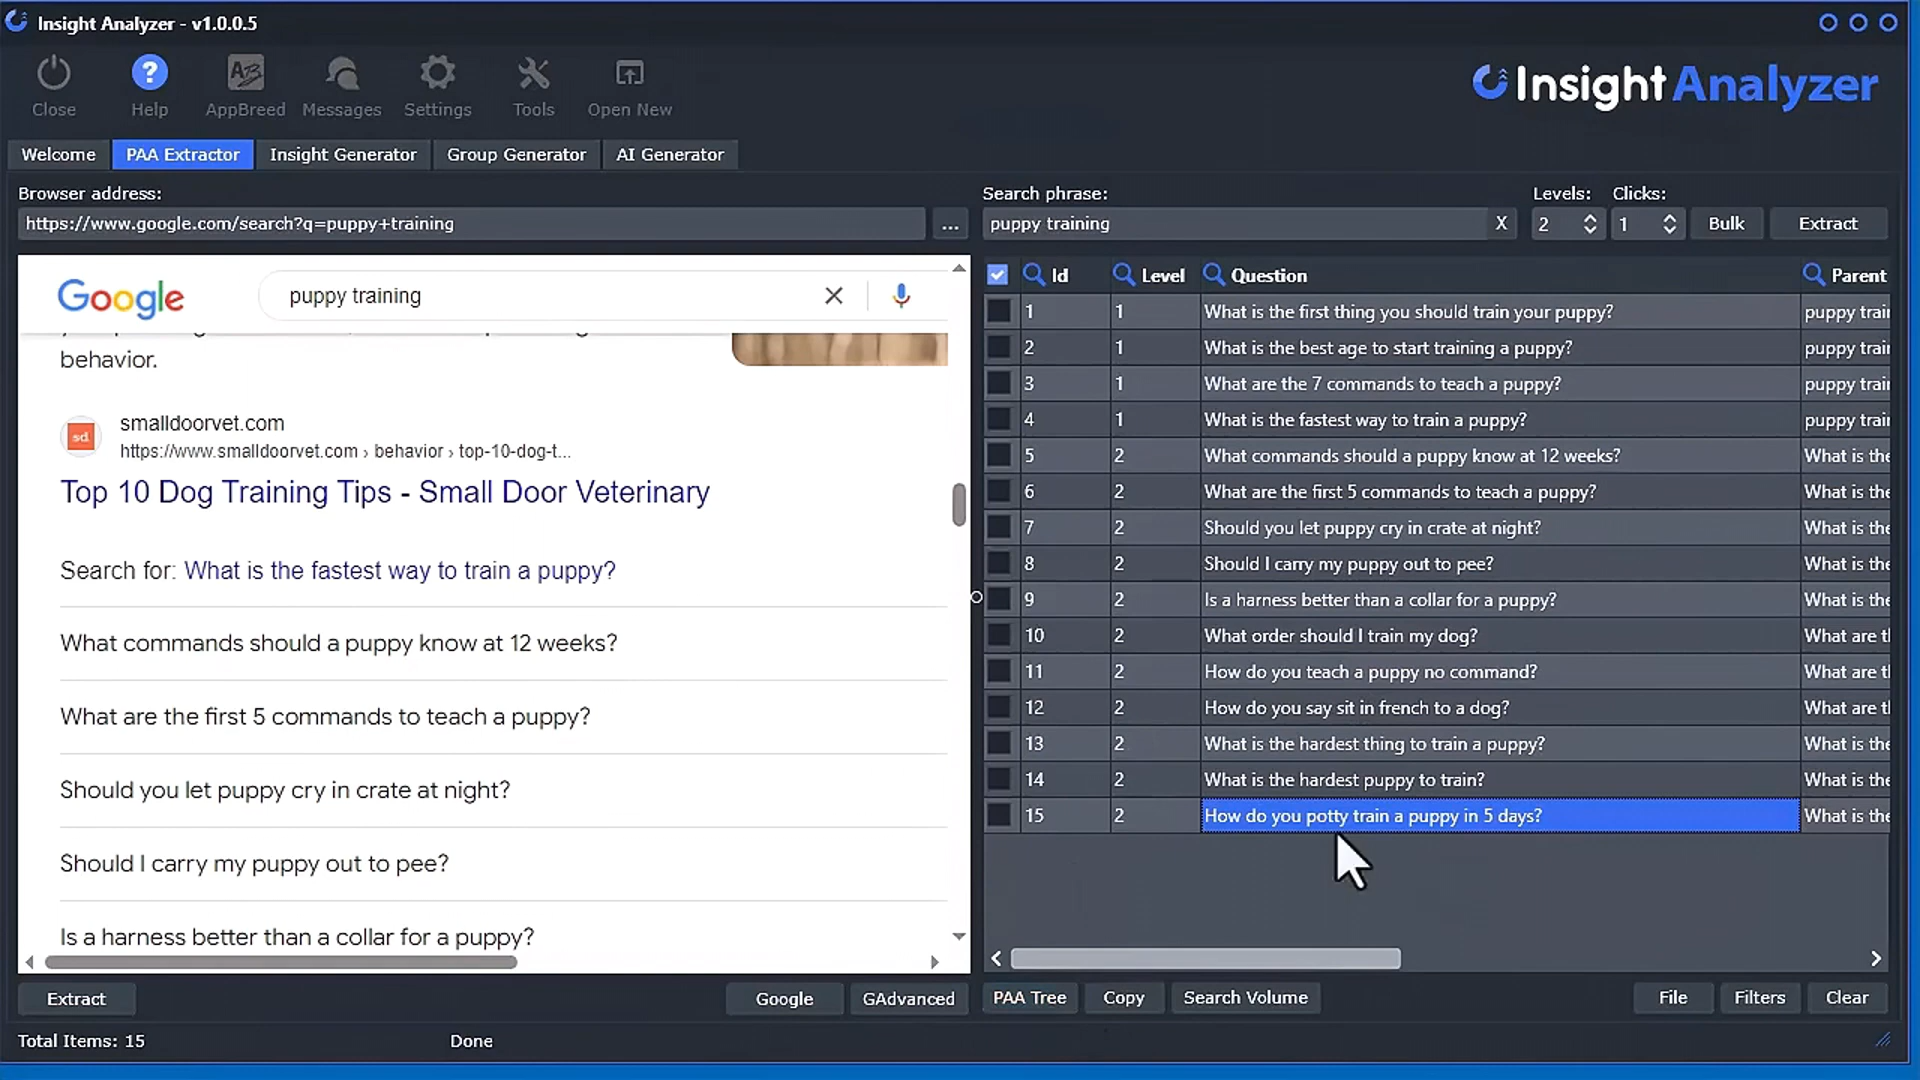 Insight Analyzer - v1.0.0.5
Close Help AppBreed Messages Settings Tools Open New
Insight Analyzer
Welcome PAA Extractor Insight Generator Group Generator AI Generator
Browser address:
https://www.google.com/search?q=puppy+training ...
Google puppy training
behavior.
sd smalldoorvet.com
https://www.smalldoorvet.com › behavior › top-10-dog-t...
Top 10 Dog Training Tips - Small Door Veterinary
Search for: What is the fastest way to train a puppy?
What commands should a puppy know at 12 weeks?
What are the first 5 commands to teach a puppy?
Should you let puppy cry in crate at night?
Should I carry my puppy out to pee?
Is a harness better than a collar for a puppy?
Extract Google GAdvanced
Search phrase: Levels: Clicks:
puppy training X 2 1 Bulk Extract
Id Level Question Parent
1 1 What is the first thing you should train your puppy? puppy trai
2 1 What is the best age to start training a puppy? puppy trai
3 1 What are the 7 commands to teach a puppy? puppy trai
4 1 What is the fastest way to train a puppy? puppy trai
5 2 What commands should a puppy know at 12 weeks? What is the
6 2 What are the first 5 commands to teach a puppy? What is the
7 2 Should you let puppy cry in crate at night? What is the
8 2 Should I carry my puppy out to pee? What is the
9 2 Is a harness better than a collar for a puppy? What is the
10 2 What order should I train my dog? What are t
11 2 How do you teach a puppy no command? What are t
12 2 How do you say sit in french to a dog? What are t
13 2 What is the hardest thing to train a puppy? What is the
14 2 What is the hardest puppy to train? What is the
15 2 How do you potty train a puppy in 5 days? What is the
PAA Tree Copy Search Volume File Filters Clear
Total Items: 15 Done